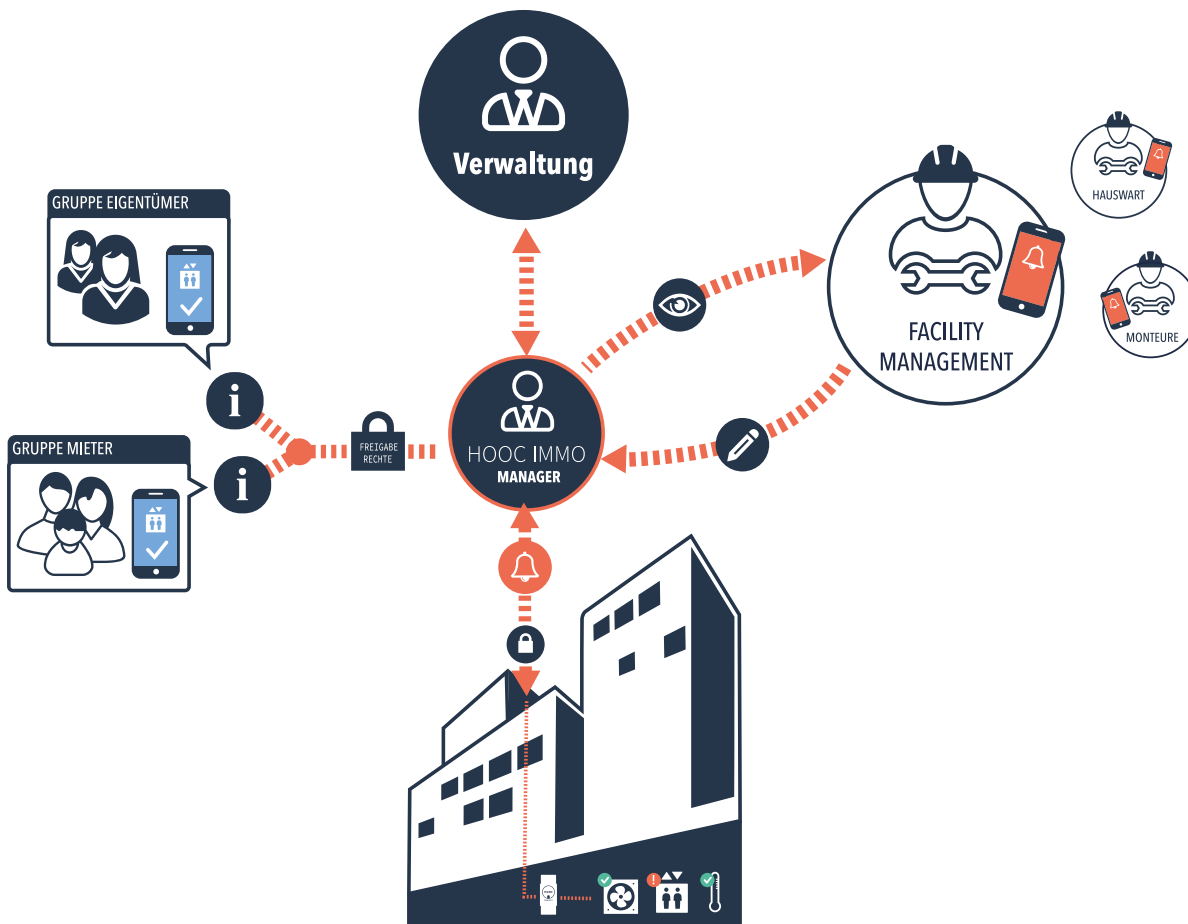 Verwaltung
GRUPPE EIGENTÜMER
HAUSWART
MONTEURE
FACILITY
MANAGEMENT
FREIGABE
RECHTE
HOOC IMMO
MANAGER
GRUPPE MIETER